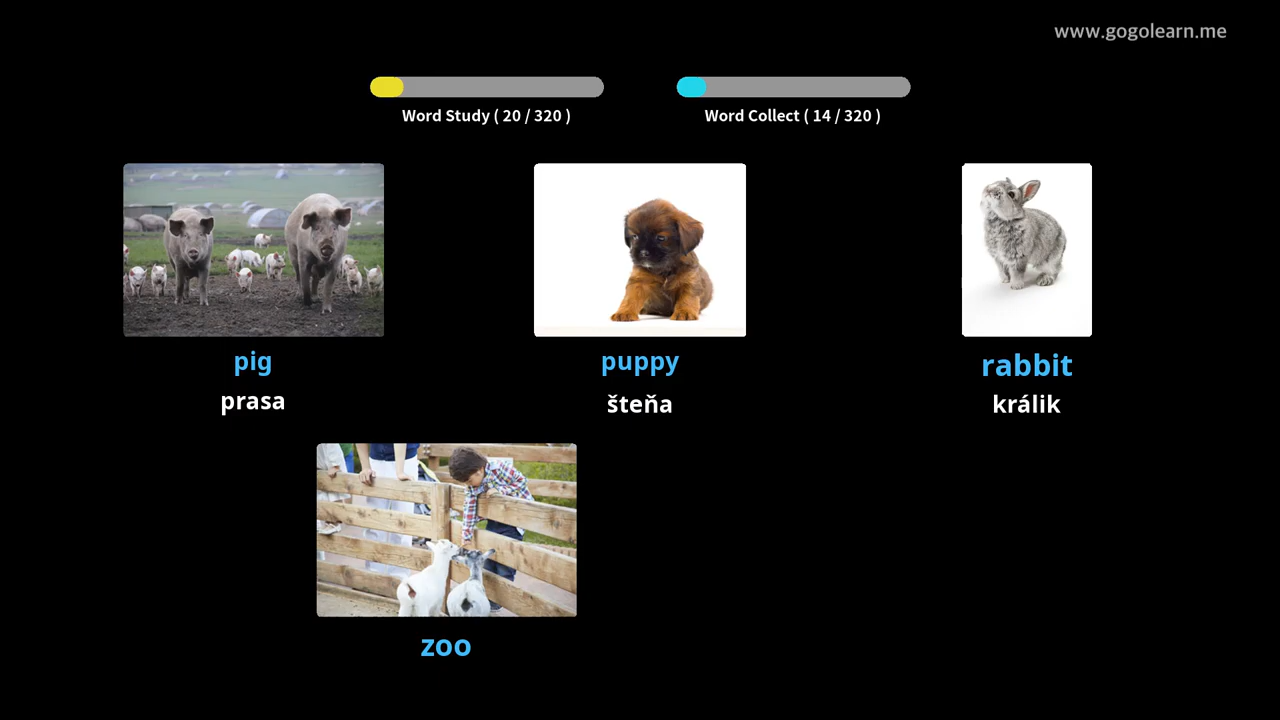 www.gogolearn.me
Word Study ( 20 / 320 )
Word Collect ( 14 / 320 )
pig
puppy
rabbit
prasa
šteňa
králik
zoo